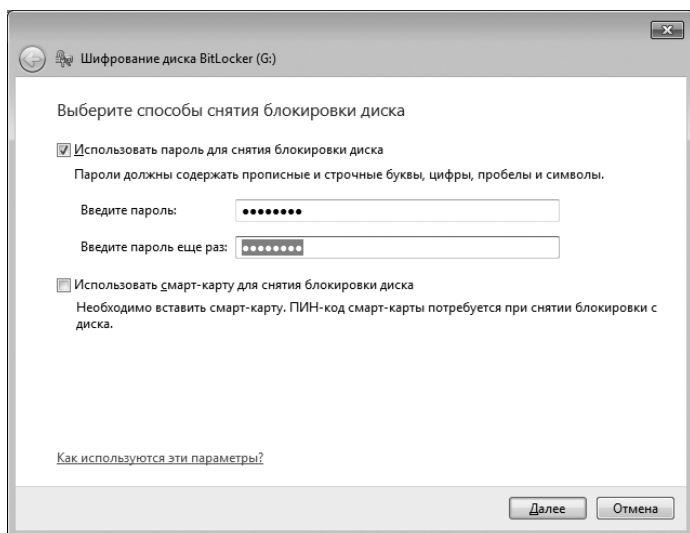 Шифрование диска BitLocker (G:)
Выберите способы снятия блокировки диска
Использовать пароль для снятия блокировки диска
Пароли должны содержать прописные и строчные буквы, цифры, пробелы и символы.
Введите пароль: ●●●●●●●●
Введите пароль еще раз: ●●●●●●●●
Использовать смарт-карту для снятия блокировки диска
Необходимо вставить смарт-карту. ПИН-код смарт-карты потребуется при снятии блокировки с
диска.
Как используются эти параметры?
Далее Отмена